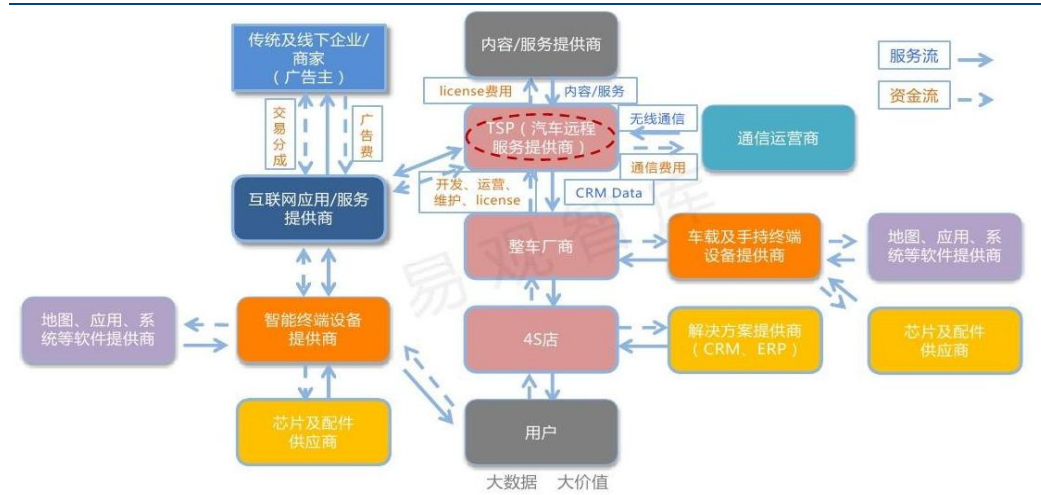 传统及线下企业/
商家
（广告主）
内容/服务提供商
服务流
资金流
license费用
内容/服务
交易分成
广告费
TSP（汽车远程
服务提供商）
无线通信
通信费用
通信运营商
互联网应用/服务
提供商
开发、运营、
维护、license
CRM Data
整车厂商
车载及手持终端
设备提供商
地图、应用、系
统等软件提供商
地图、应用、系
统等软件提供商
智能终端设备
提供商
4S店
解决方案提供商
（CRM、ERP）
芯片及配件
供应商
芯片及配件
供应商
用户
易观智库
大数据 大价值